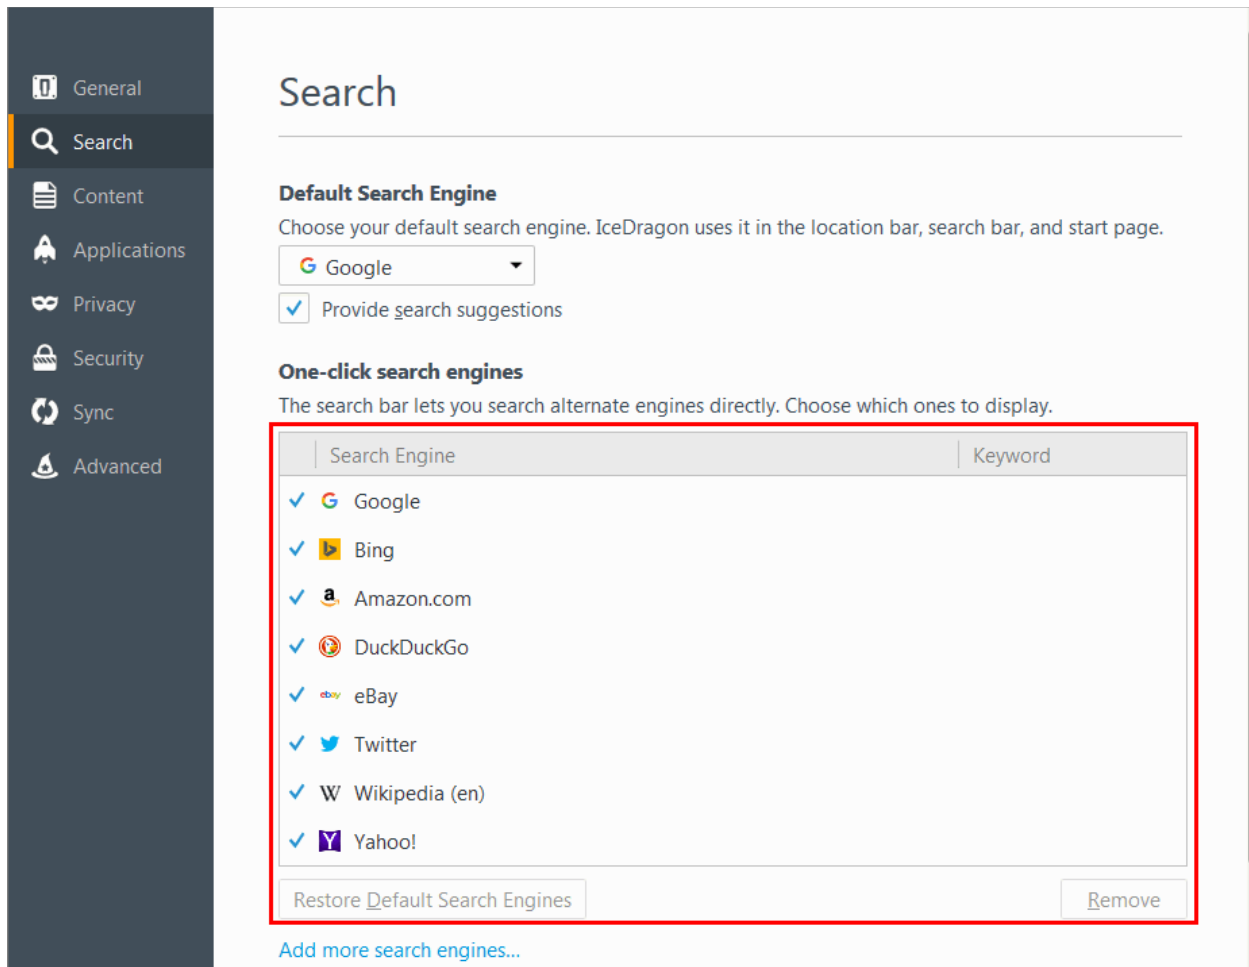 General
Search
Content
Applications
Privacy
Security
Sync
Advanced
Search
Default Search Engine
Choose your default search engine. IceDragon uses it in the location bar, search bar, and start page.
Google
Provide search suggestions
One-click search engines
The search bar lets you search alternate engines directly. Choose which ones to display.
Search Engine Keyword
Google
Bing
Amazon.com
DuckDuckGo
ebay eBay
Twitter
W Wikipedia (en)
Yahoo!
Restore Default Search Engines Remove
Add more search engines...